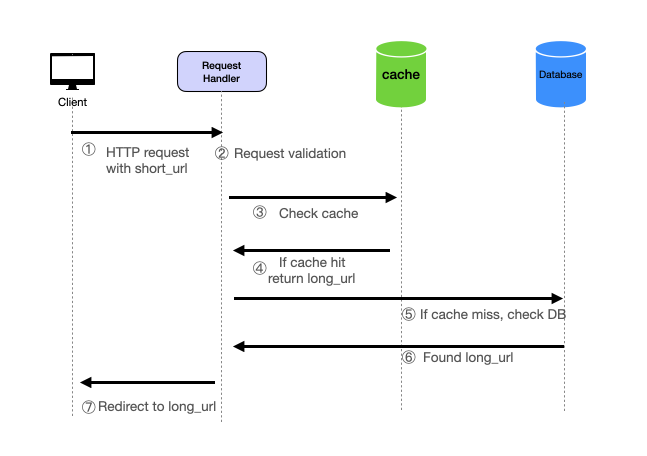 Client
Request
Handler
cache
Database
① HTTP request
with short_url
② Request validation
③ Check cache
④ If cache hit
return long_url
⑤ If cache miss, check DB
⑥ Found long_url
⑦ Redirect to long_url